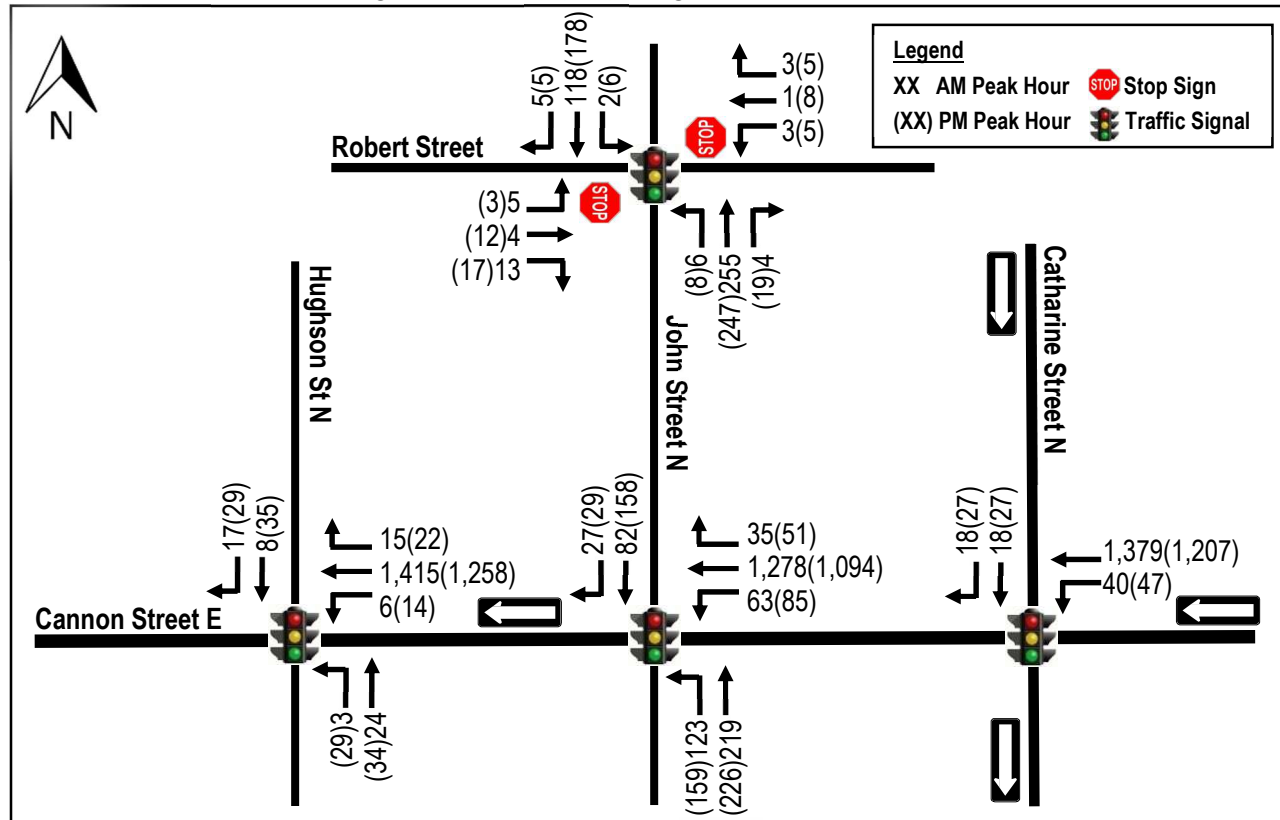 N
Legend
XX AM Peak Hour
STOP Stop Sign
(XX) PM Peak Hour
Traffic Signal
5(5)
118(178)
2(6)
3(5)
1(8)
3(5)
STOP
Robert Street
STOP
(3)5
(12)4
(17)13
(8)6
(247)255
(19)4
Hughson St N
John Street N
Catharine Street N
17(29)
8(35)
15(22)
1,415(1,258)
6(14)
27(29)
82(158)
35(51)
1,278(1,094)
63(85)
18(27)
18(27)
1,379(1,207)
40(47)
Cannon Street E
(29)3
(34)24
(159)123
(226)219